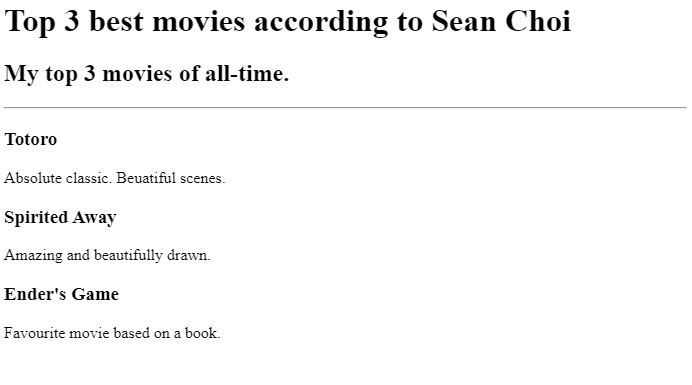 Top 3 best movies according to Sean Choi
My top 3 movies of all-time.
Totoro
Absolute classic. Beuatiful scenes.
Spirited Away
Amazing and beautifully drawn.
Ender's Game
Favourite movie based on a book.